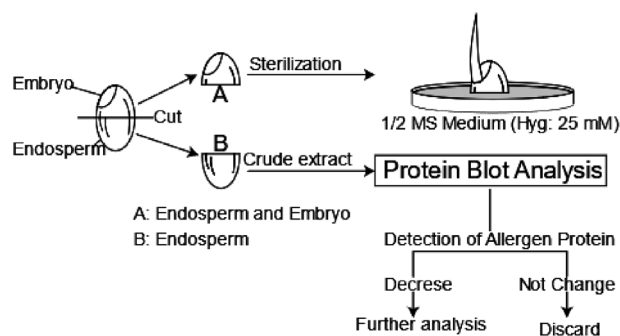 Embryo
Cut
Endosperm
A
Sterilization
1/2 MS Medium (Hyg: 25 mM)
B
Crude extract
Protein Blot Analysis
A: Endosperm and Embryo
B: Endosperm
Detection of Allergen Protein
Decrese
Not Change
Further analysis
Discard